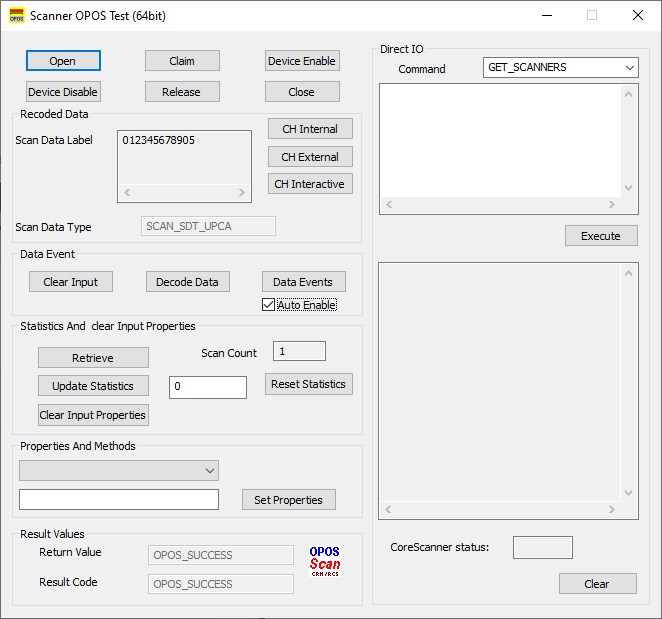 OPOS
Scanner OPOS Test (64bit)
Open
Claim
Device Enable
Device Disable
Release
Close
Recoded Data
Scan Data Label
012345678905
CH Internal
CH External
CH Interactive
Scan Data Type
SCAN_SDT_UPCA
Data Event
Clear Input
Decode Data
Data Events
Auto Enable
Statistics And clear Input Properties
Retrieve
Scan Count
1
Update Statistics
0
Reset Statistics
Clear Input Properties
Properties And Methods
Set Properties
Result Values
Return Value
OPOS_SUCCESS
Result Code
OPOS_SUCCESS
OPOS
Scan
CRM/RCS
Direct IO
Command
GET_SCANNERS
Execute
CoreScanner status:
Clear